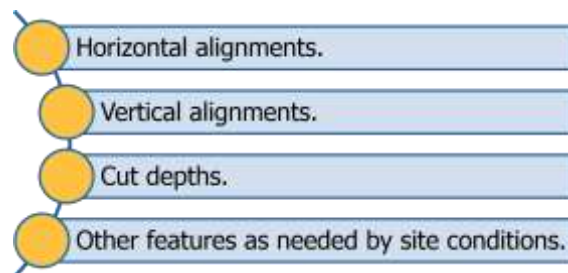 Horizontal alignments.
Vertical alignments.
Cut depths.
Other features as needed by site conditions.